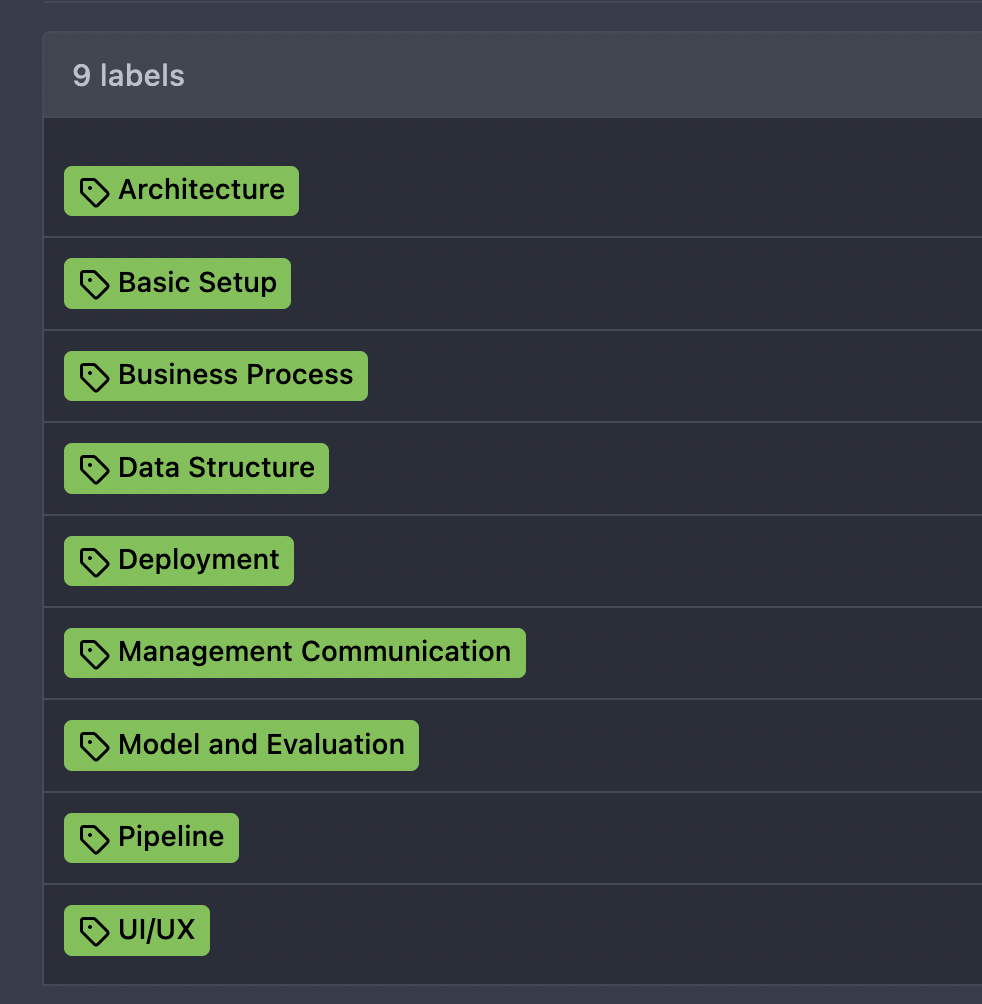 9 labels
Architecture
Basic Setup
Business Process
Data Structure
Deployment
Management Communication
Model and Evaluation
Pipeline
UI/UX